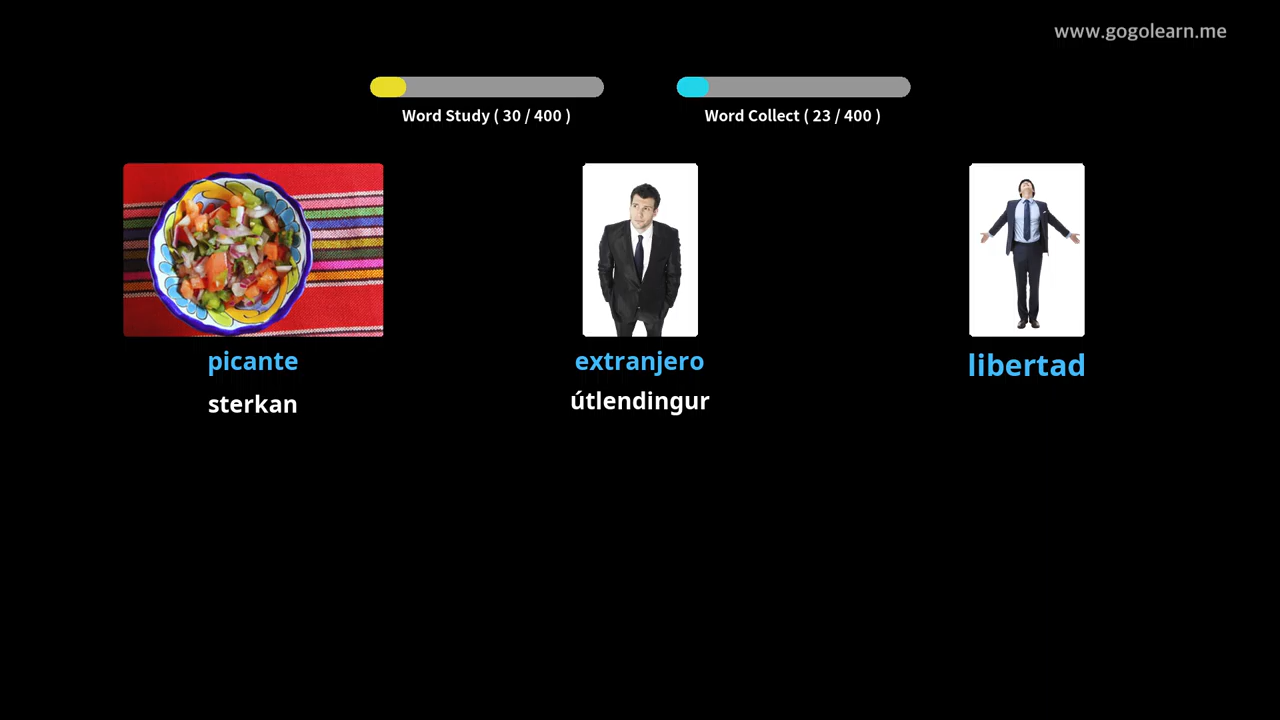 www.gogolearn.me
Word Study ( 30 / 400 )
Word Collect ( 23 / 400 )
picante
extranjero
libertad
sterkan
útlendingur